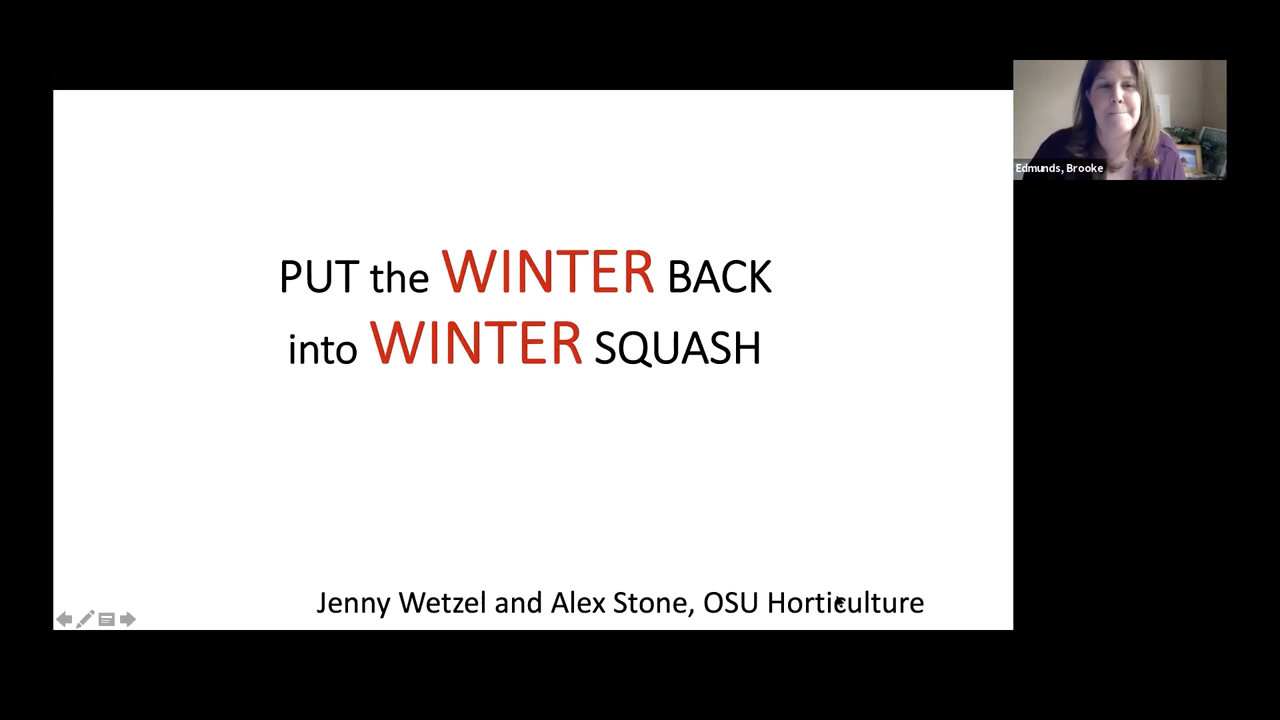 PUT the WINTER BACK
into WINTER SQUASH
Jenny Wetzel and Alex Stone, OSU Horticulture
Edmunds, Brooke